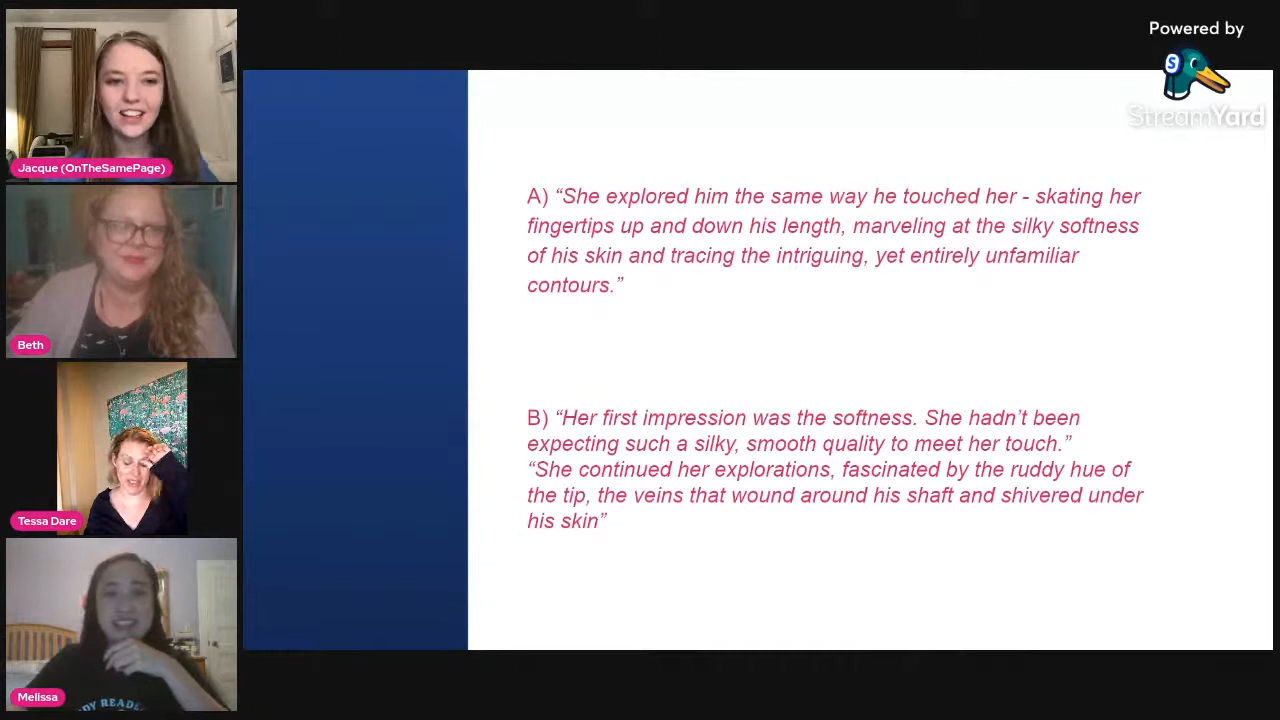 Powered by
StreamYard
Jacque (OnTheSamePage)
Beth
Tessa Dare
Melissa
A) “She explored him the same way he touched her - skating her
fingertips up and down his length, marveling at the silky softness
of his skin and tracing the intriguing, yet entirely unfamiliar
contours.”
B) “Her first impression was the softness. She hadn’t been
expecting such a silky, smooth quality to meet her touch.”
“She continued her explorations, fascinated by the ruddy hue of
the tip, the veins that wound around his shaft and shivered under
his skin”